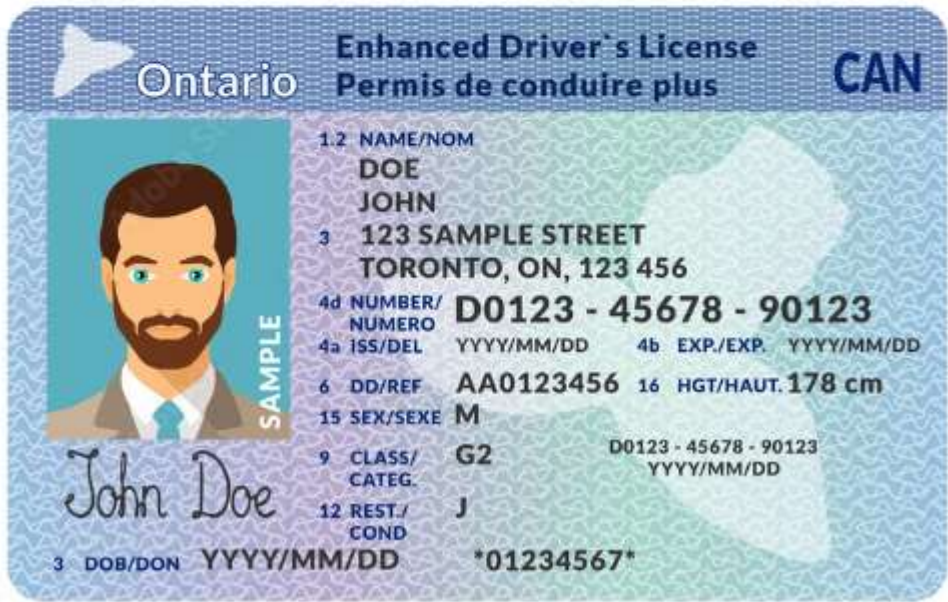 Ontario
Enhanced Driver`s License
Permis de conduire plus
CAN
1.2 NAME/NOM
DOE
JOHN
3 123 SAMPLE STREET
TORONTO, ON, 123 456
4d NUMBER/NUMERO D0123 - 45678 - 90123
4a ISS/DEL YYYY/MM/DD 4b EXP./EXP. YYYY/MM/DD
6 DD/REF AA0123456 16 HGT/HAUT. 178 cm
15 SEX/SEXE M
9 CLASS/CATEG. G2
D0123 - 45678 - 90123
YYYY/MM/DD
12 REST./COND J
SAMPLE
John Doe
3 DOB/DON YYYY/MM/DD *01234567*